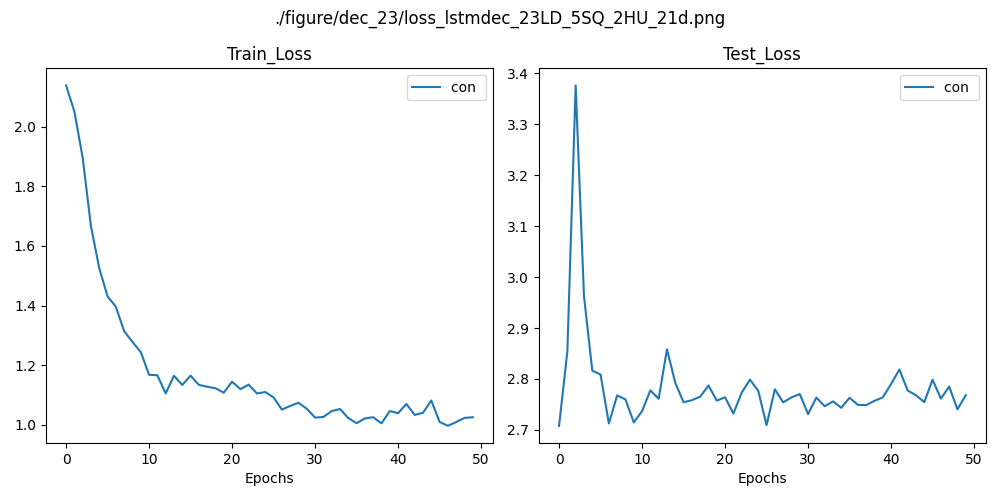 ./figure/dec_23/loss_lstmdec_23LD_5SQ_2HU_21d.png
Train_Loss
con
2.0
1.8
1.6
1.4
1.2
1.0
0 10 20 30 40 50
Epochs
Test_Loss
con
3.4
3.3
3.2
3.1
3.0
2.9
2.8
2.7
0 10 20 30 40 50
Epochs